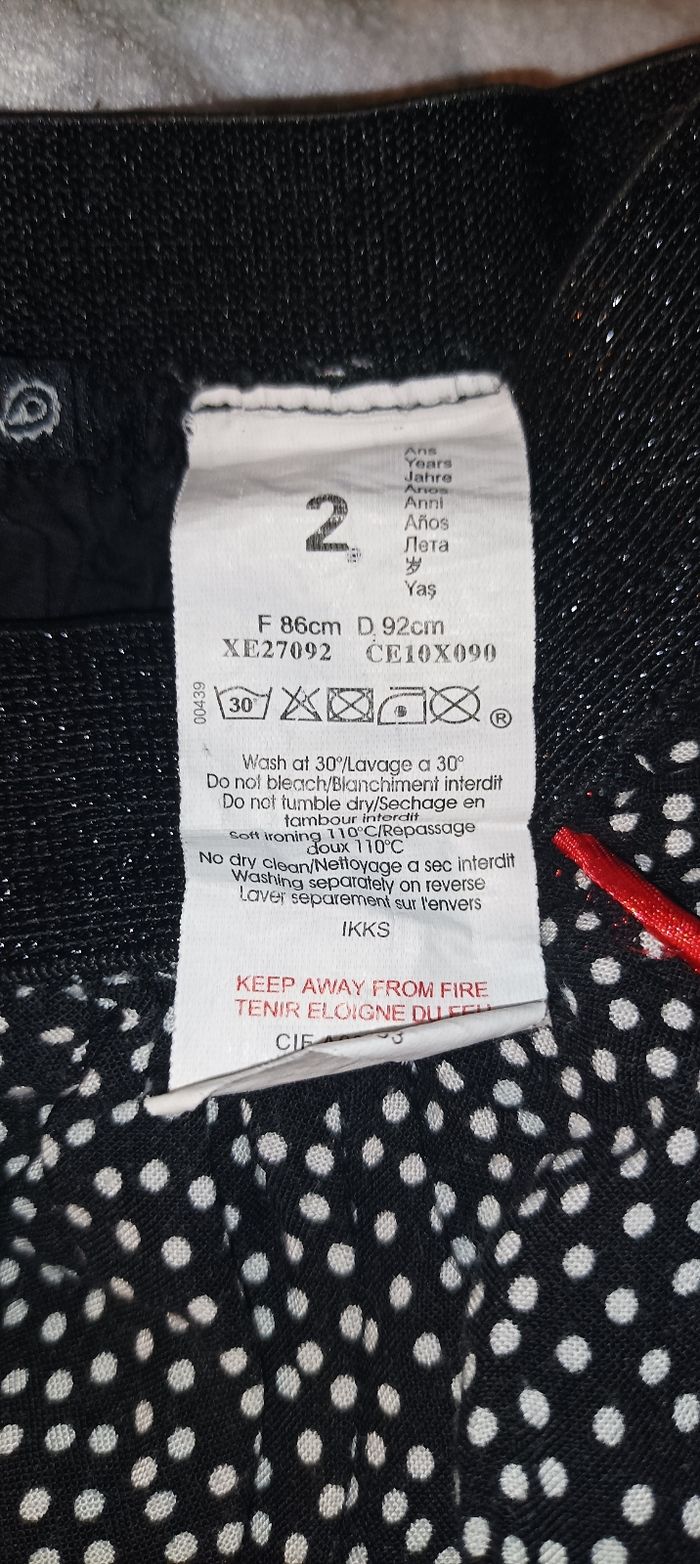 2
Ans
Years
Jahre
Anos
Anni
Años
Лета
岁
Yaş
F 86cm D. 92cm
XE27092 CE10X090
00439
30°
®
Wash at 30°/Lavage a 30°
Do not bleach/Blanchiment interdit
Do not tumble dry/Sechage en
tambour interdit
Soft ironing 110°C/Repassage
doux 110°C
No dry clean/Nettoyage a sec interdit
Washing separately on reverse
Laver separement sur l'envers
IKKS
KEEP AWAY FROM FIRE
TENIR ELOIGNE DU FEU